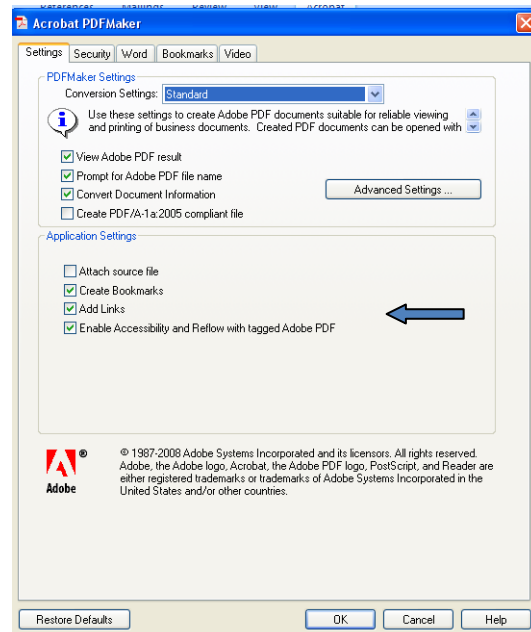 References Mailings Review View Acrobat
Acrobat PDFMaker
Settings Security Word Bookmarks Video
PDFMaker Settings
Conversion Settings: Standard
Use these settings to create Adobe PDF documents suitable for reliable viewing
and printing of business documents. Created PDF documents can be opened with
View Adobe PDF result
Prompt for Adobe PDF file name
Convert Document Information
Advanced Settings ...
Create PDF/A-1a:2005 compliant file
Application Settings
Attach source file
Create Bookmarks
Add Links
Enable Accessibility and Reflow with tagged Adobe PDF
® © 1987-2008 Adobe Systems Incorporated and its licensors. All rights reserved.
Adobe, the Adobe logo, Acrobat, the Adobe PDF logo, PostScript, and Reader are
either registered trademarks or trademarks of Adobe Systems Incorporated in the
Adobe United States and/or other countries.
Restore Defaults OK Cancel Help